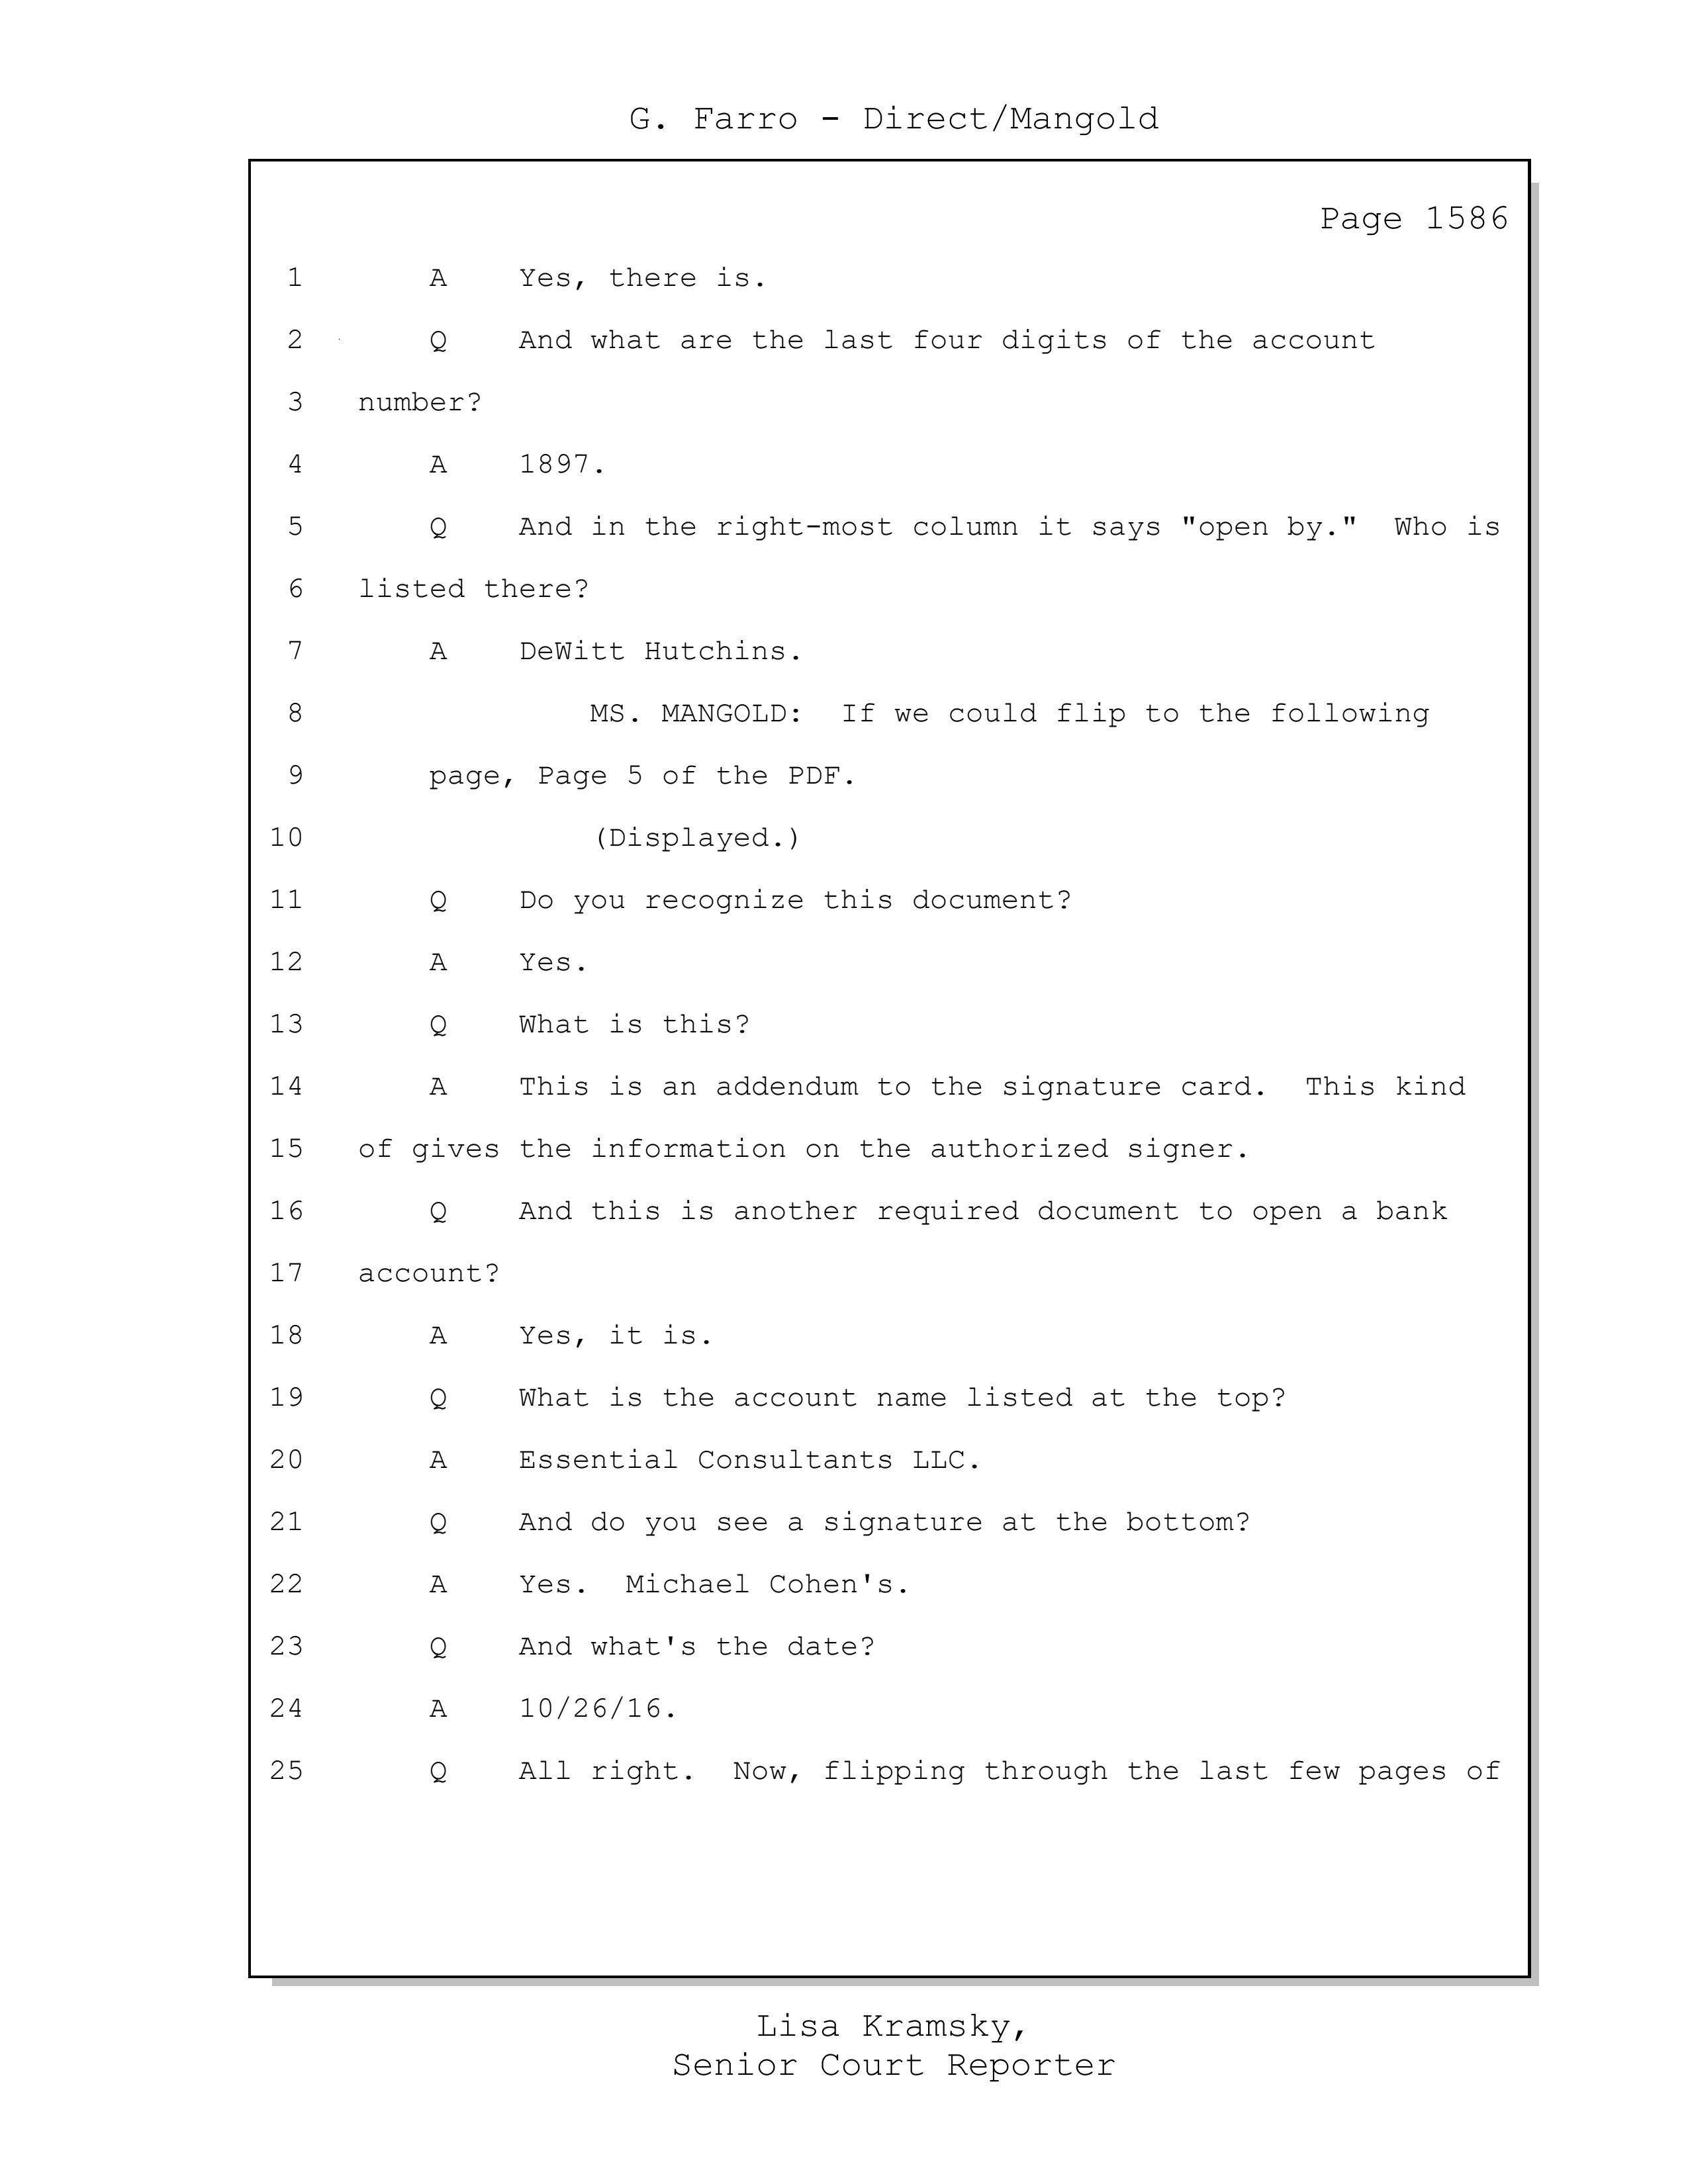 G. Farro - Direct/Mangold
Page 1586
1 A Yes, there is.
2 Q And what are the last four digits of the account
3 number?
4 A 1897.
5 Q And in the right-most column it says "open by." Who is
6 listed there?
7 A DeWitt Hutchins.
8 MS. MANGOLD: If we could flip to the following
9 page, Page 5 of the PDF.
10 (Displayed.)
11 Q Do you recognize this document?
12 A Yes.
13 Q What is this?
14 A This is an addendum to the signature card. This kind
15 of gives the information on the authorized signer.
16 Q And this is another required document to open a bank
17 account?
18 A Yes, it is.
19 Q What is the account name listed at the top?
20 A Essential Consultants LLC.
21 Q And do you see a signature at the bottom?
22 A Yes. Michael Cohen's.
23 Q And what's the date?
24 A 10/26/16.
25 Q All right. Now, flipping through the last few pages of
Lisa Kramsky,
Senior Court Reporter